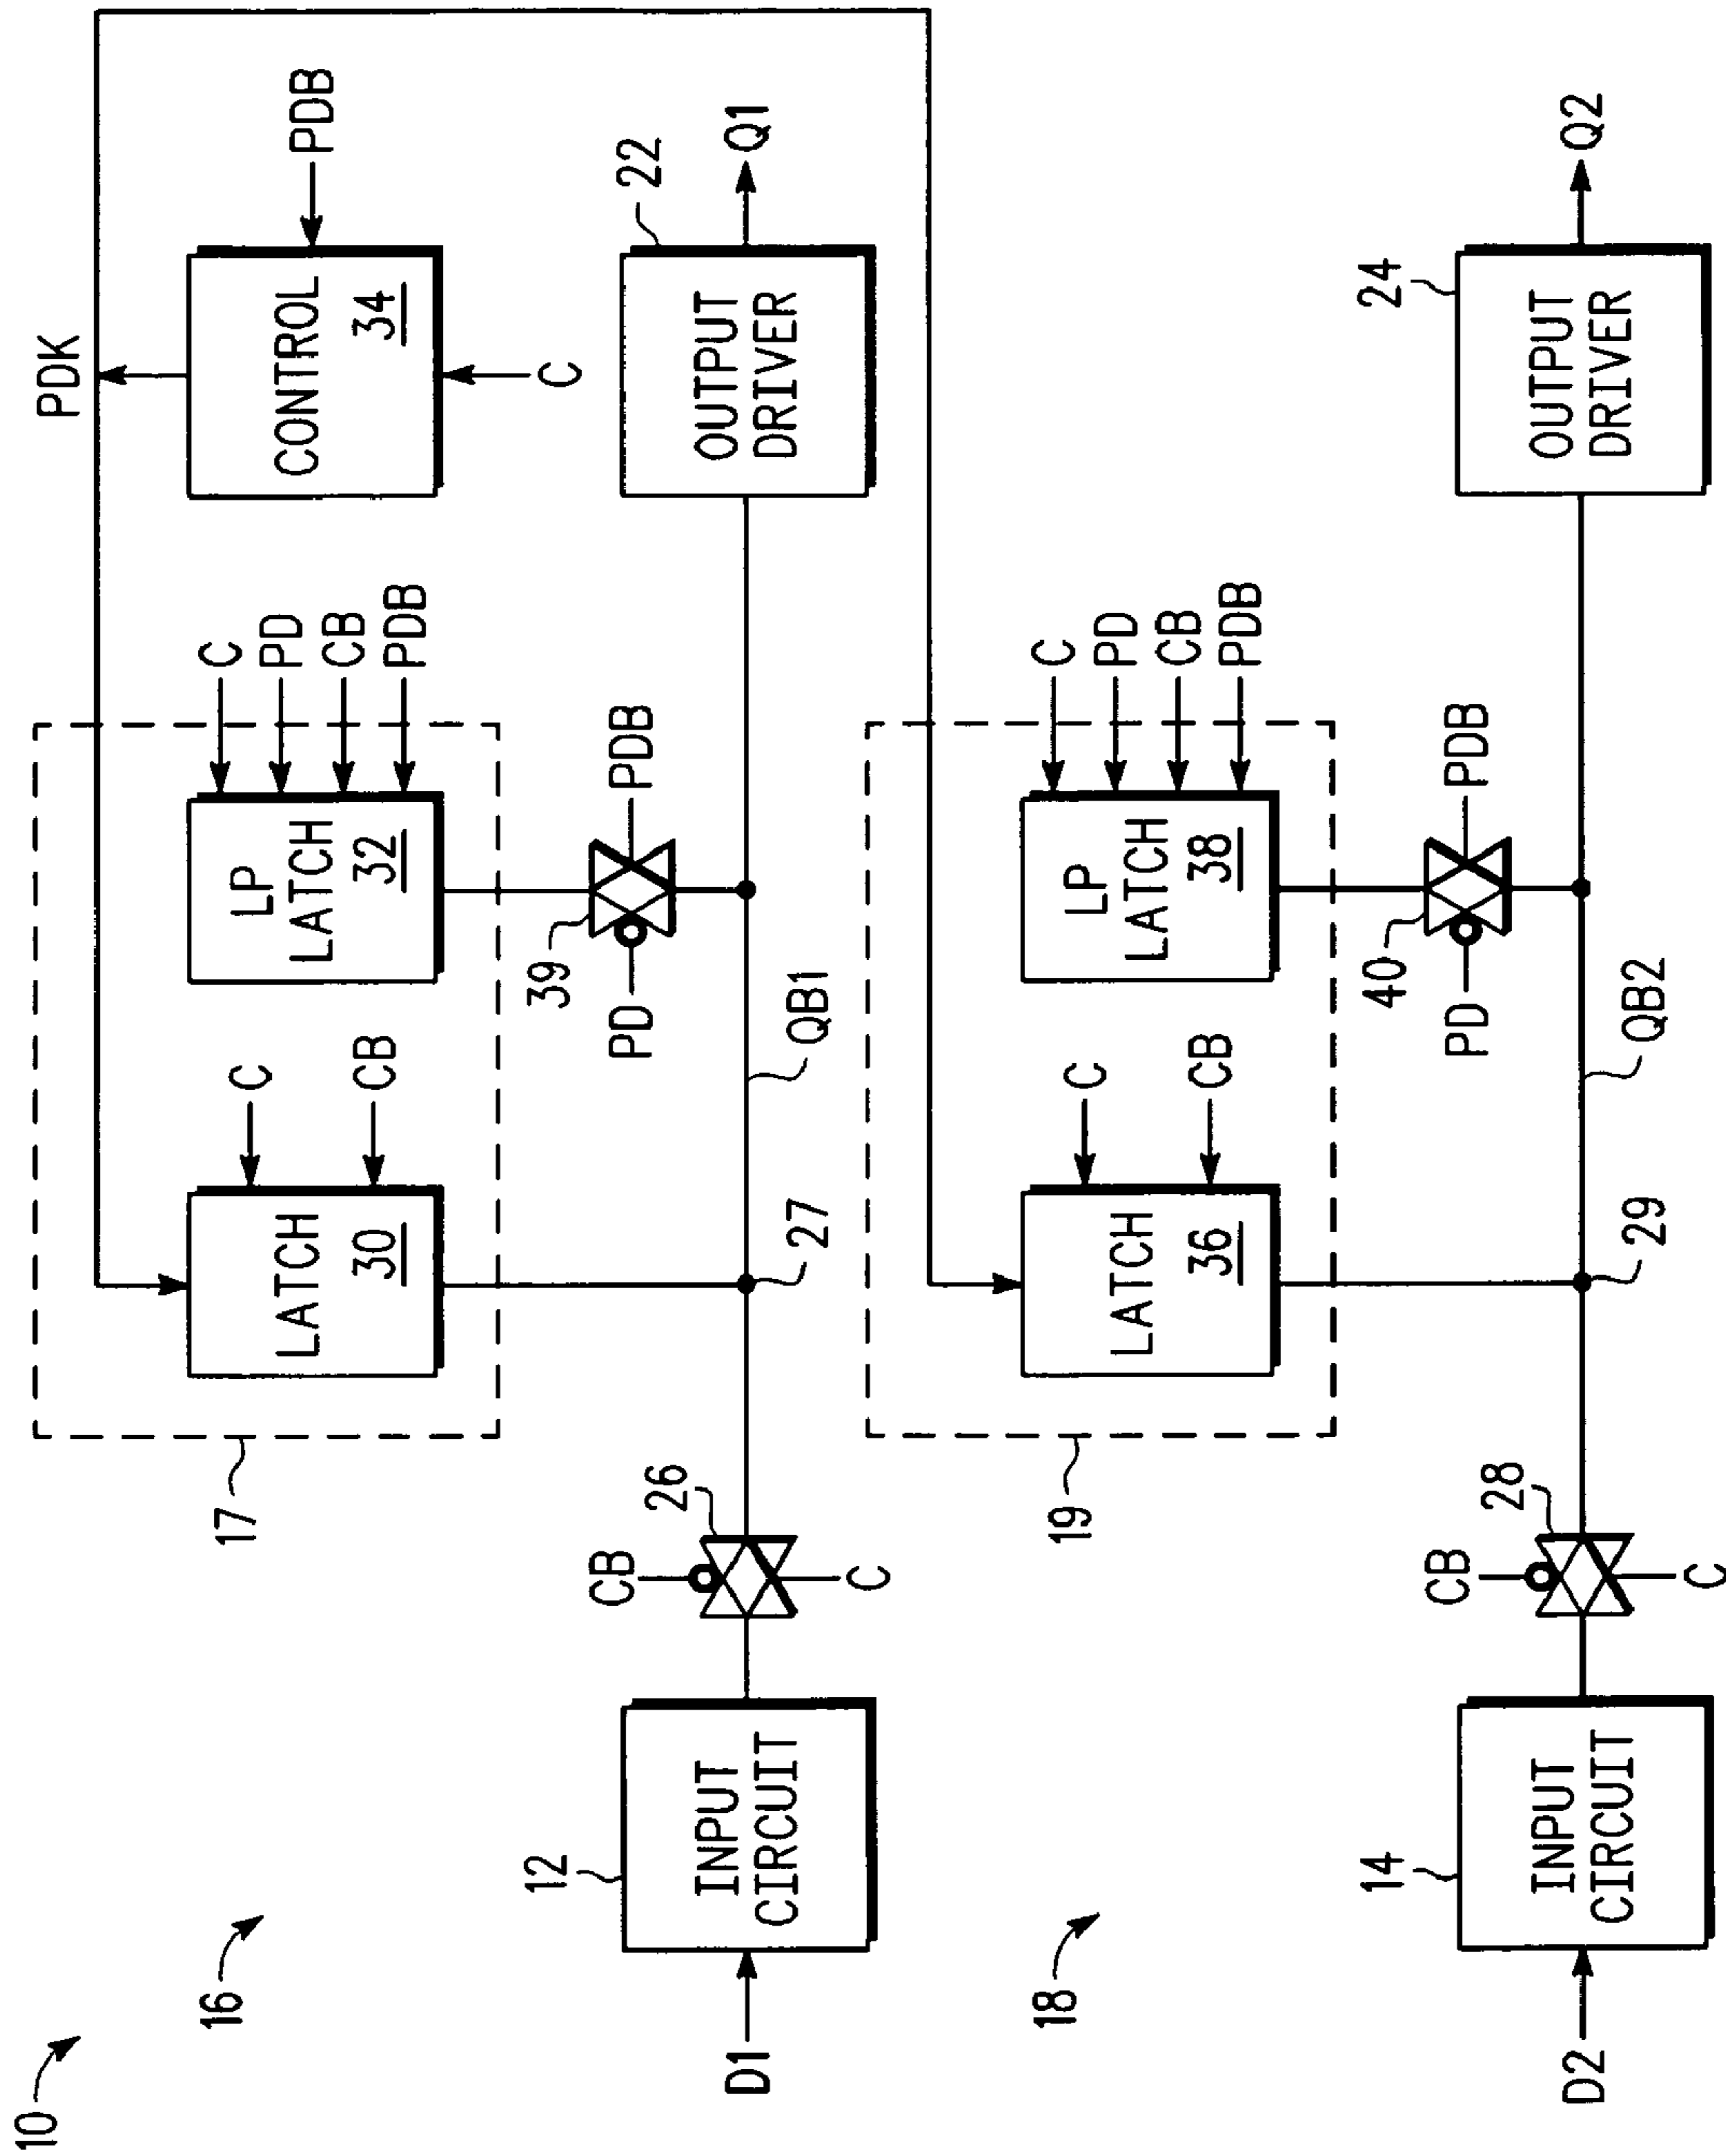 10
16
17
PDK
LATCH
30
C
CB
LP
LATCH
32
C
PD
CB
PDB
CONTROL
34
PDB
C
D1
12
INPUT
CIRCUIT
CB
26
C
27
QB1
PD
39
PDB
22
OUTPUT
DRIVER
Q1
18
19
LATCH
36
C
CB
LP
LATCH
38
C
PD
CB
PDB
D2
14
INPUT
CIRCUIT
CB
28
C
29
QB2
PD
40
PDB
24
OUTPUT
DRIVER
Q2